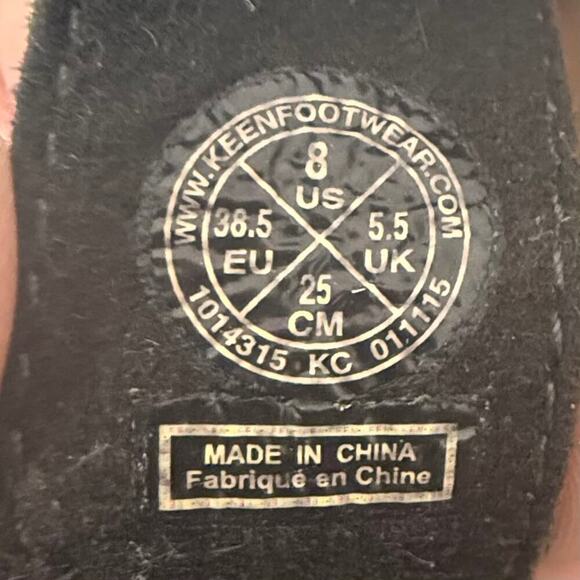 WWW.KEENFOOTWEAR.COM
8
US
38.5
EU
5.5
UK
25
CM
1014315 KC 011115
MADE IN CHINA
Fabriqué en Chine